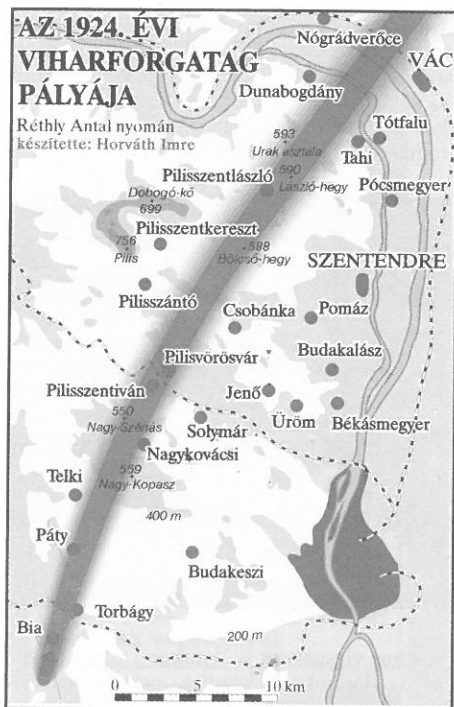 AZ 1924. ÉVI
VIHARFORGATAG
PÁLYÁJA
Réthly Antal nyomán
készítette: Horváth Imre
Nógrádverőce
VÁC
Dunabogdány
Tótfalu
593
Urak asztala
Tahi
590
László-hegy
Pilisszentlászló
Dobogó-kő
699
Pócsmegyer
Pilisszentkereszt
756
Pilis
588
Bölcső-hegy
SZENTENDRE
Pilisszántó
Csobánka
Pomáz
Pilisvörösvár
Budakalász
Pilisszentiván
Jenő
550
Nagy-Szénás
Solymár
Üröm
Békásmegyer
Nagykovácsi
559
Nagy-Kopasz
Telki
400 m
Páty
Budakeszi
Torbágy
Bia
200 m
0 5 10 km